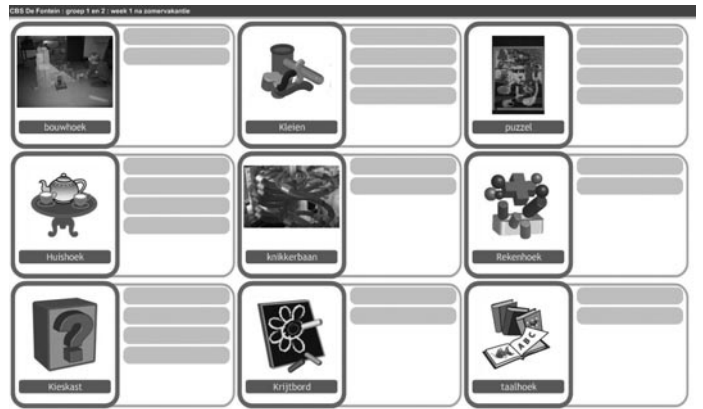 CBS De Fontein : groep 1 en 2 : week 1 na zomervakantie
bouwhoek
Kleien
puzzel
Huishoek
knikkerbaan
Rekenhoek
Kieskast
Krijtbord
ABC
taalhoek